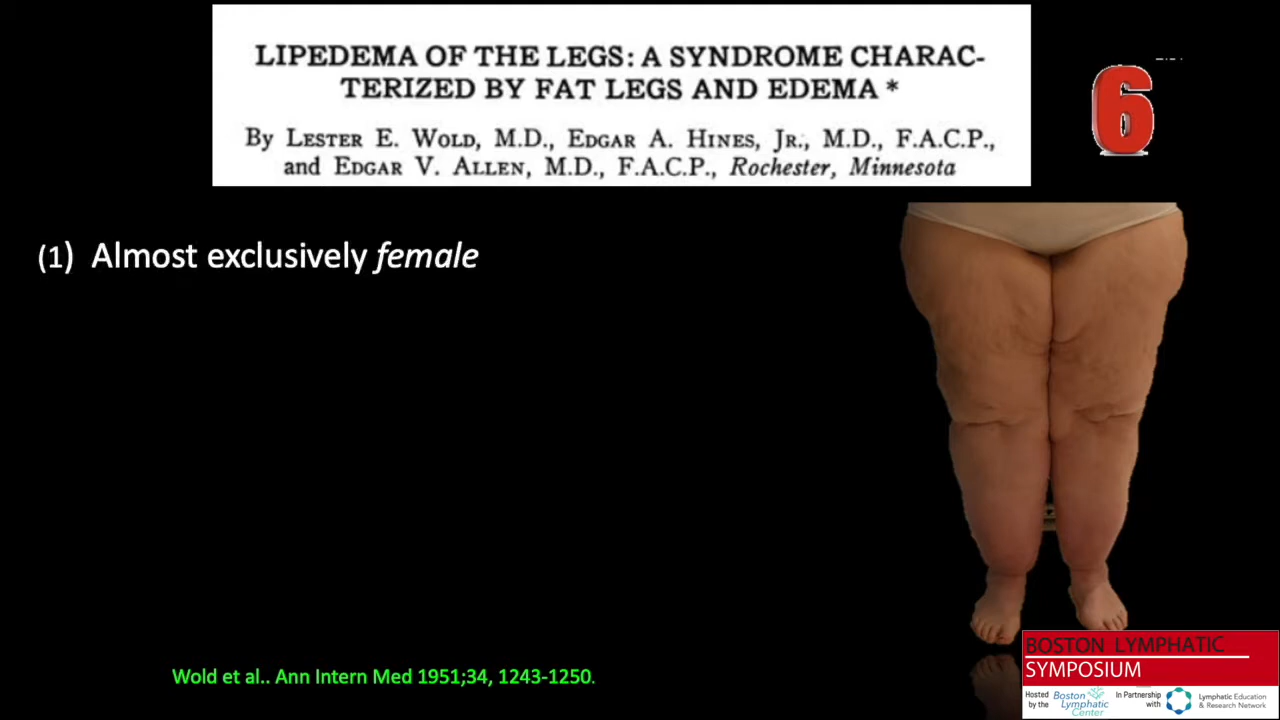 LIPEDEMA OF THE LEGS: A SYNDROME CHARAC-
TERIZED BY FAT LEGS AND EDEMA *
By LESTER E. WOLD, M.D., EDGAR A. HINES, JR., M.D., F.A.C.P.,
and EDGAR V. ALLEN, M.D., F.A.C.P., Rochester, Minnesota
6
(1) Almost exclusively female
Wold et al.. Ann Intern Med 1951;34, 1243-1250.
BOSTON LYMPHATIC
SYMPOSIUM
Hosted
by the
Boston
Lymphatic
Center
In Partnership
with
Lymphatic Education
& Research Network